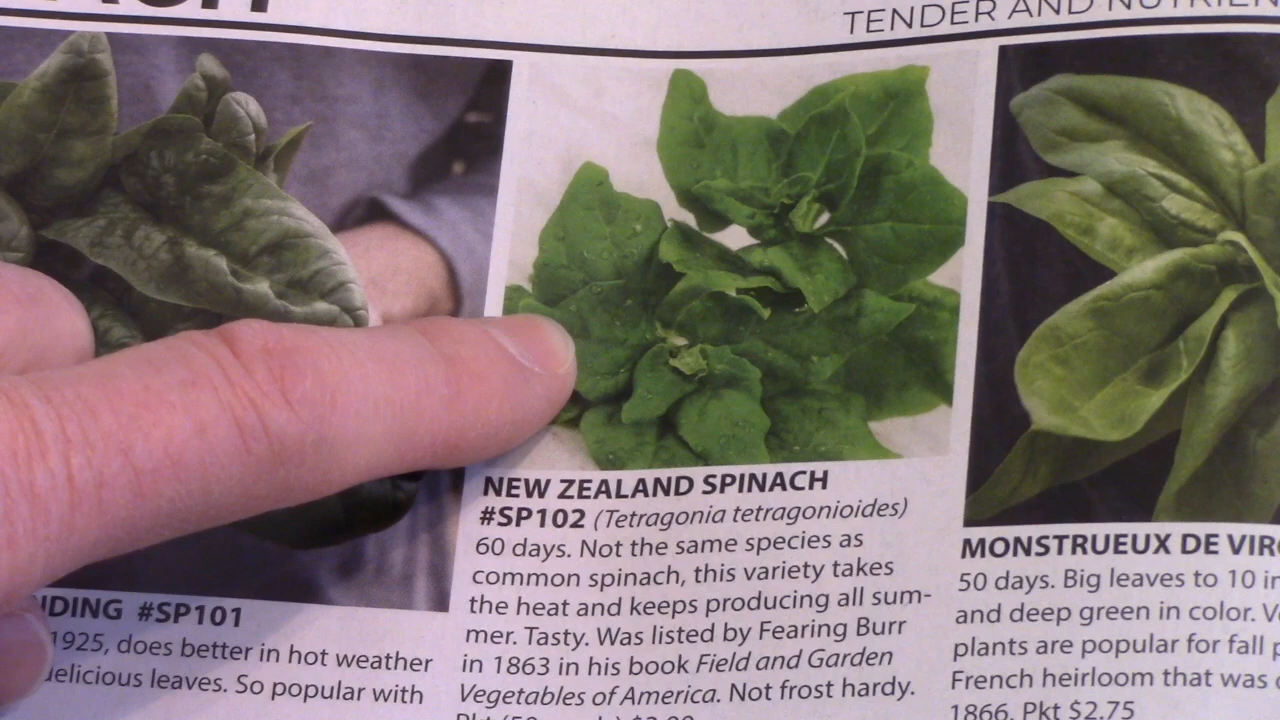 TENDER AND NUTRIEN
DING #SP101
1925, does better in hot weather
delicious leaves. So popular with
NEW ZEALAND SPINACH
#SP102 (Tetragonia tetragonioides)
60 days. Not the same species as
common spinach, this variety takes
the heat and keeps producing all sum-
mer. Tasty. Was listed by Fearing Burr
in 1863 in his book Field and Garden
Vegetables of America. Not frost hardy.
MONSTRUEUX DE VIRO
50 days. Big leaves to 10 in
and deep green in color. V
plants are popular for fall p
French heirloom that was
1866. Pkt $2.75